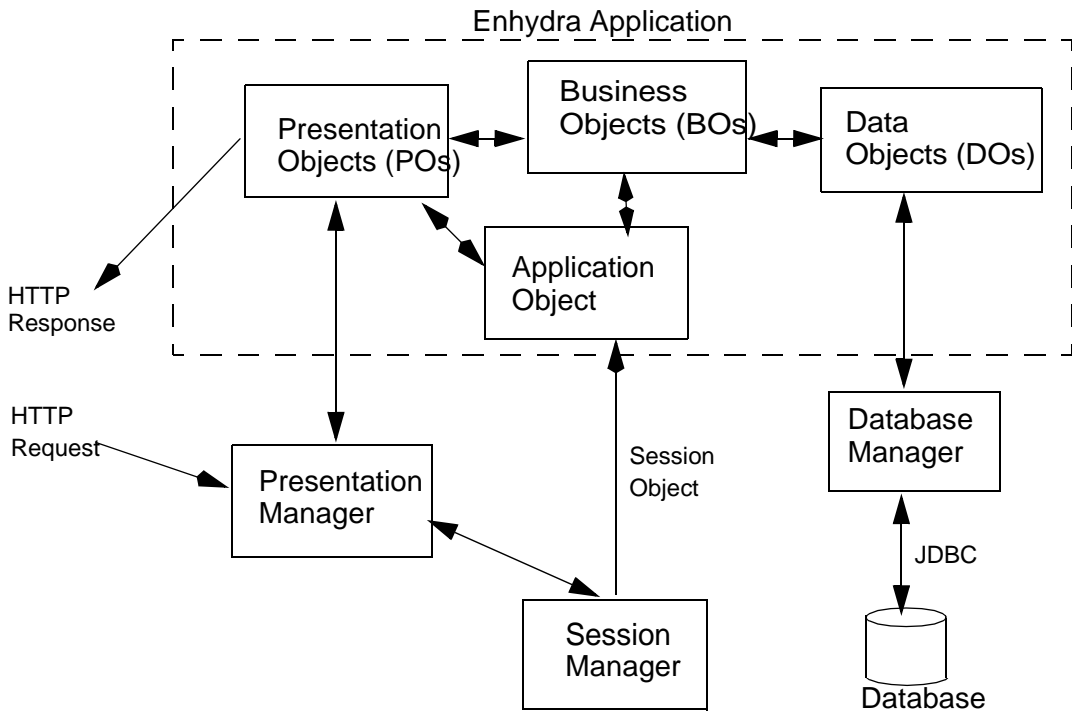 Enhydra Application
Business
Objects (BOs)
Presentation
Objects (POs)
Data
Objects (DOs)
Application
Object
HTTP
Response
HTTP
Request
Presentation
Manager
Session
Object
Database
Manager
JDBC
Session
Manager
Database